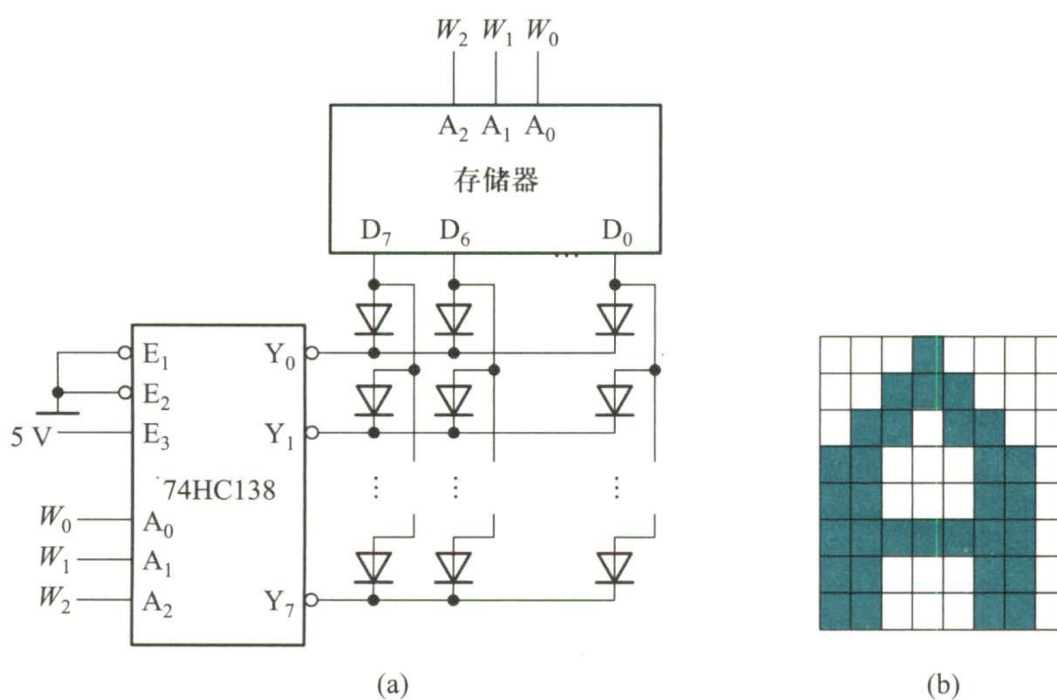 W₂ W₁ W₀
A₂ A₁ A₀
存储器
D₇ D₆ ... D₀
E₁ Y₀
E₂
5 V E₃ Y₁
74HC138
W₀ A₀
W₁ A₁
W₂ A₂ Y₇
(a) (b)